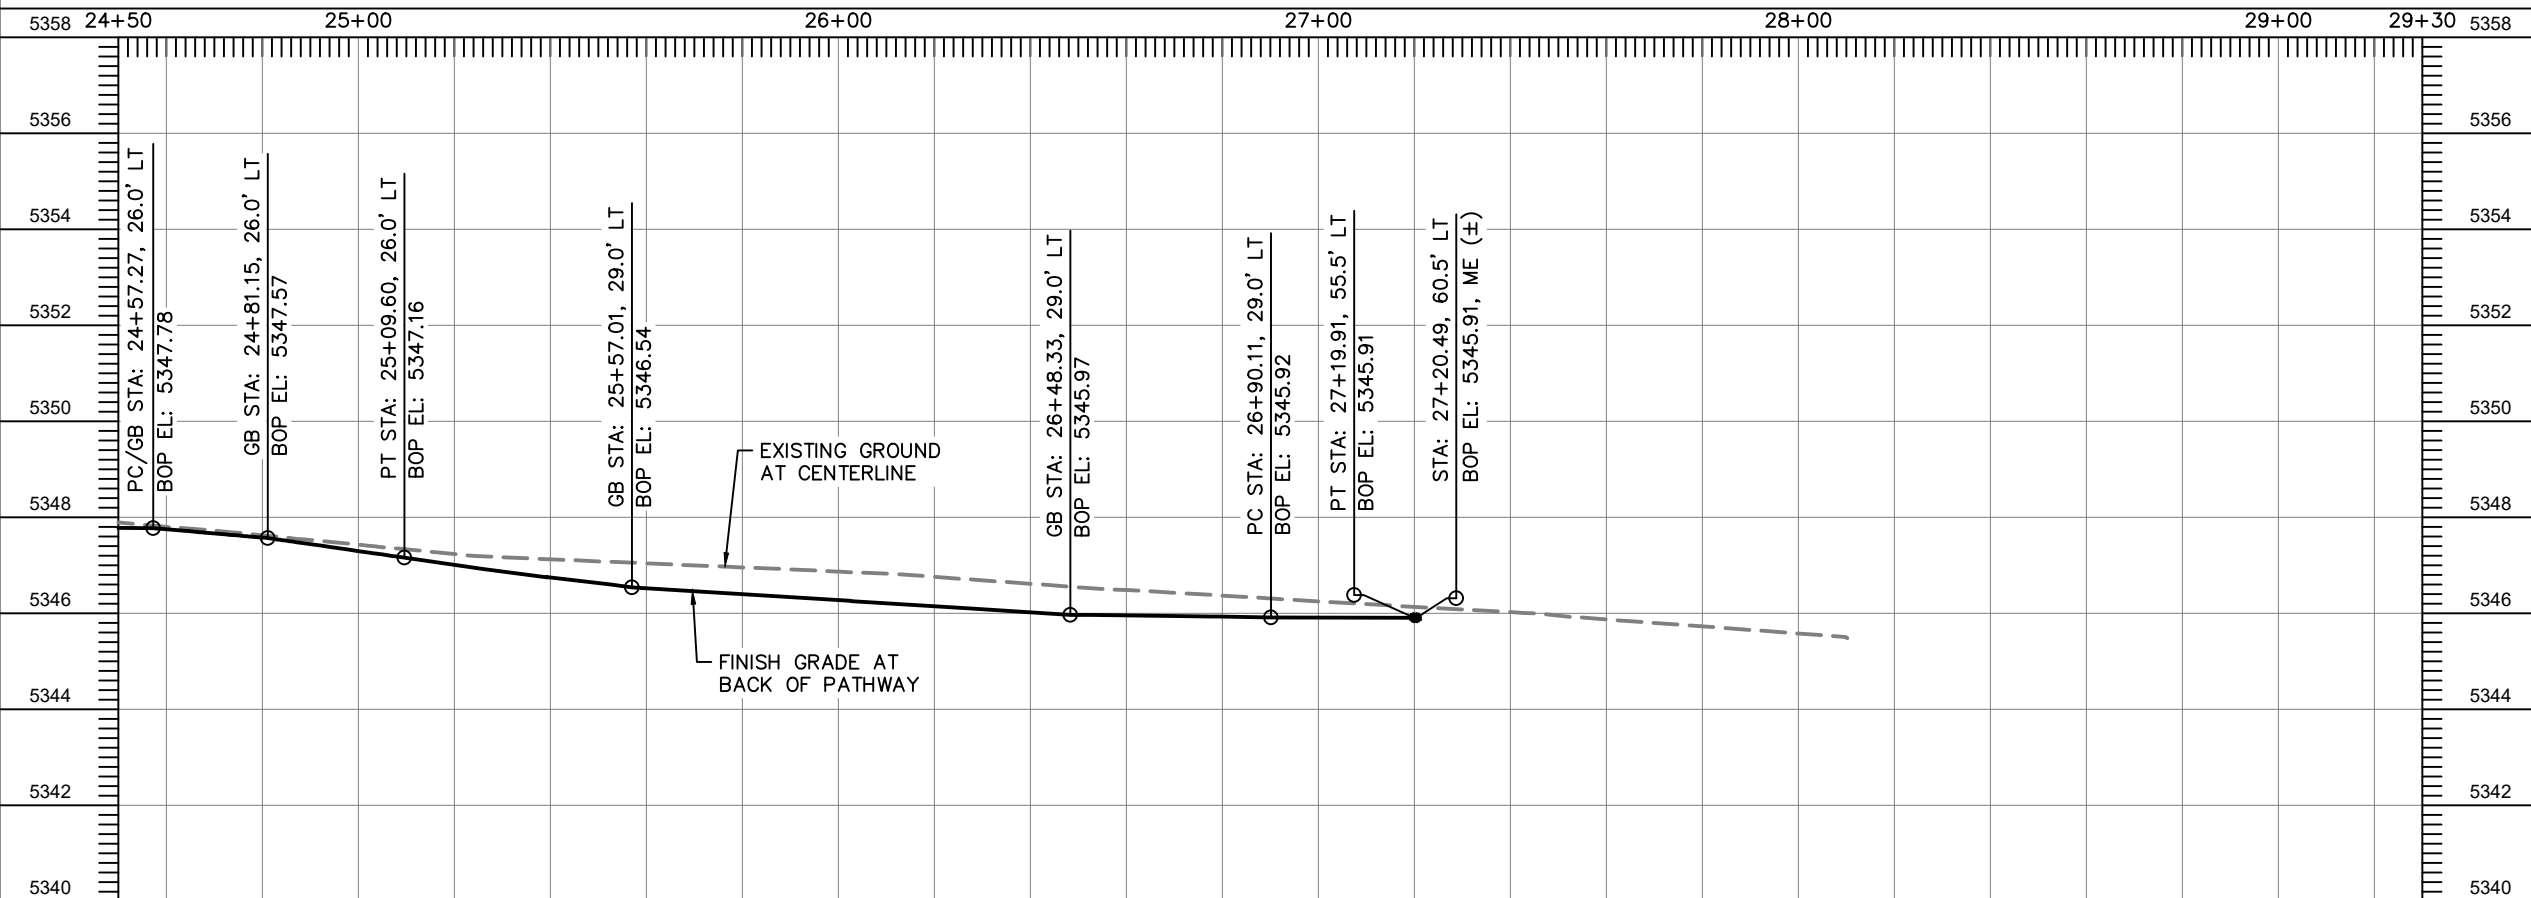 24+50 25+00 26+00 27+00 28+00 29+00 29+30
5358 5358
5356 5356
5354 5354
5352 5352
5350 5350
5348 5348
5346 5346
5344 5344
5342 5342
5340 5340
PC/GB STA: 24+57.27, 26.0' LT
BOP EL: 5347.78
GB STA: 24+81.15, 26.0' LT
BOP EL: 5347.57
PT STA: 25+09.60, 26.0' LT
BOP EL: 5347.16
GB STA: 25+57.01, 29.0' LT
BOP EL: 5346.54
GB STA: 26+48.33, 29.0' LT
BOP EL: 5345.97
PC STA: 26+90.11, 29.0' LT
BOP EL: 5345.92
PT STA: 27+19.91, 55.5' LT
BOP EL: 5345.91
STA: 27+20.49, 60.5' LT
BOP EL: 5345.91, ME (±)
EXISTING GROUND
AT CENTERLINE
FINISH GRADE AT
BACK OF PATHWAY